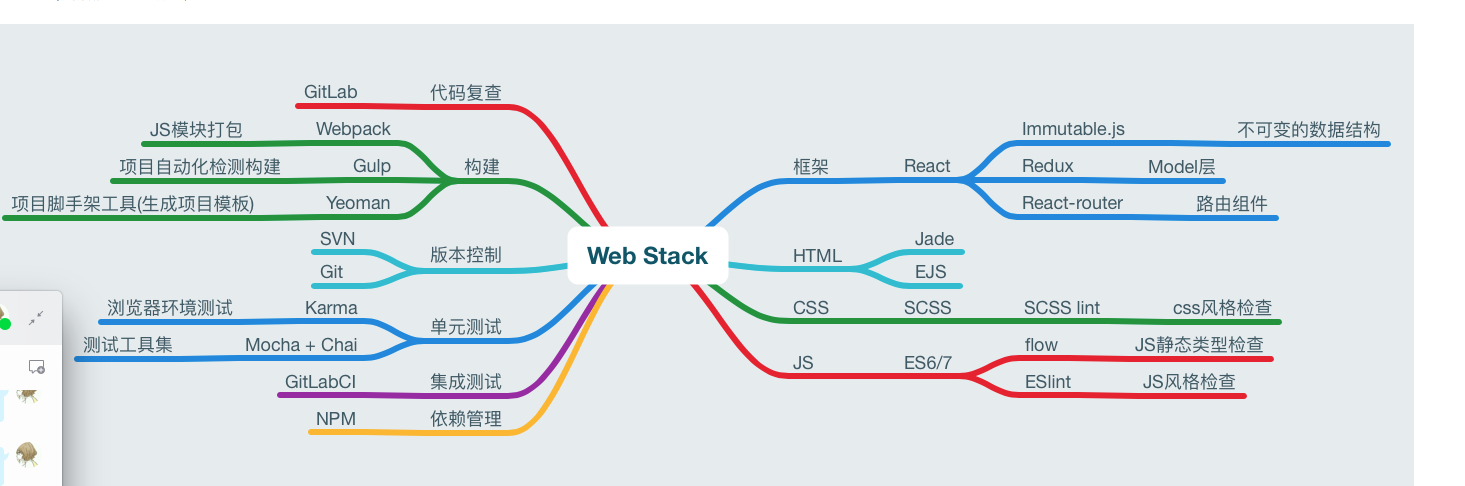 GitLab 代码复查
JS模块打包 Webpack
项目自动化检测构建 Gulp 构建
项目脚手架工具(生成项目模板) Yeoman
SVN
版本控制
Git
浏览器环境测试 Karma
单元测试
测试工具集 Mocha + Chai
GitLabCI 集成测试
NPM 依赖管理
Web Stack
Immutable.js 不可变的数据结构
框架 React Redux Model层
React-router 路由组件
Jade
HTML
EJS
CSS SCSS SCSS lint css风格检查
flow JS静态类型检查
JS ES6/7
ESlint JS风格检查